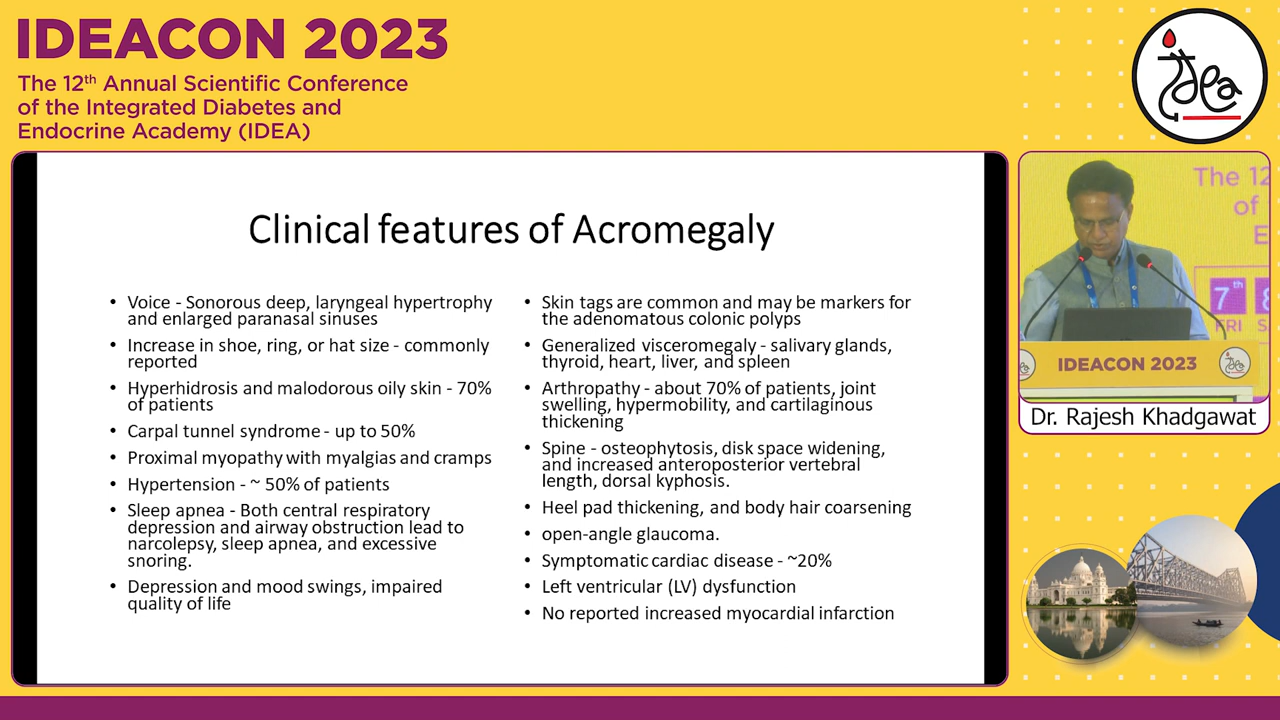 IDEACON 2023
The 12th Annual Scientific Conference
of the Integrated Diabetes and
Endocrine Academy (IDEA)
Idea
Clinical features of Acromegaly
• Voice - Sonorous deep, laryngeal hypertrophy
and enlarged paranasal sinuses
• Increase in shoe, ring, or hat size - commonly
reported
• Hyperhidrosis and malodorous oily skin - 70%
of patients
• Carpal tunnel syndrome - up to 50%
• Proximal myopathy with myalgias and cramps
• Hypertension - ~ 50% of patients
• Sleep apnea - Both central respiratory
depression and airway obstruction lead to
narcolepsy, sleep apnea, and excessive
snoring.
• Depression and mood swings, impaired
quality of life
• Skin tags are common and may be markers for
the adenomatous colonic polyps
• Generalized visceromegaly - salivary glands,
thyroid, heart, liver, and spleen
• Arthropathy - about 70% of patients, joint
swelling, hypermobility, and cartilaginous
thickening
• Spine - osteophytosis, disk space widening,
and increased anteroposterior vertebral
length, dorsal kyphosis.
• Heel pad thickening, and body hair coarsening
• open-angle glaucoma.
• Symptomatic cardiac disease - ~20%
• Left ventricular (LV) dysfunction
• No reported increased myocardial infarction
The 12
of
E
7th 8
FRI S
IDEACON 2023
Dr. Rajesh Khadgawat